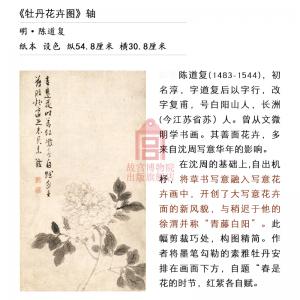 《牡丹花卉图》轴
明·陈道复
纸本 设色 纵54.8厘米 横30.8厘米
陈道复(1483-1544)，初
名淳，字道复后以字行，改
字复甫，号白阳山人，长洲
(今江苏省苏）人。曾从文徵
明学书画。其善画花卉，多
来自沈周写意华年的影响。
在沈周的基础上,自出机
杼，将草书写意融入写意花
卉画中，开创了大写意花卉
画的新风貌，与稍迟于他的
徐渭并称“青藤白阳”。此
幅剪裁巧处，构图精简。作
者将墨笔勾勒的素雅牡丹安
排在画面下方，自题“春是
花的时节，红紫各自赋。
故宫博物院
出版旗舰店